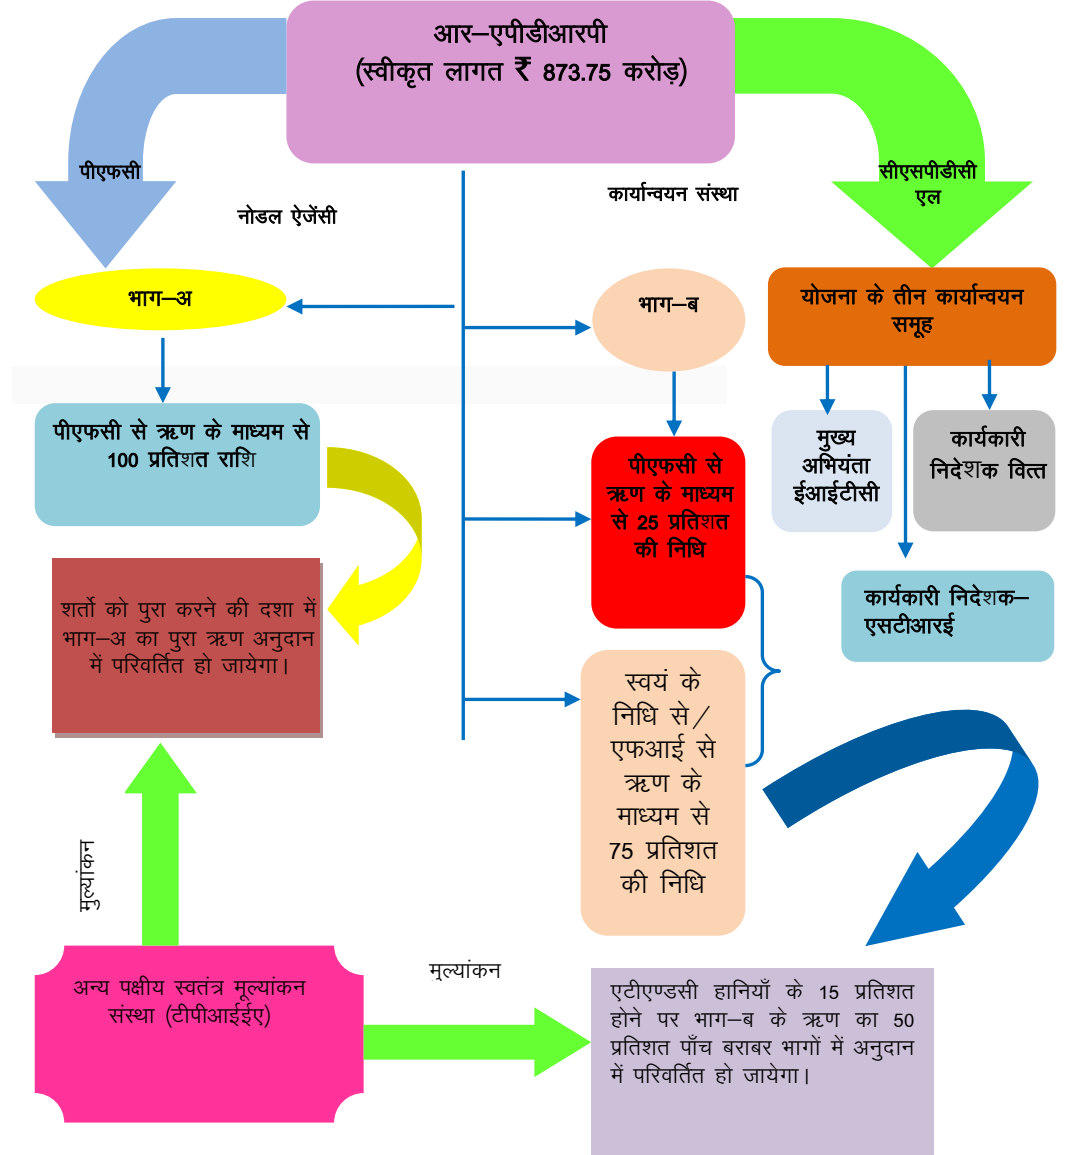 आर–एपीडीआरपी
(स्वीकृत लागत ₹ 873.75 करोड़)
पीएफसी
सीएसपीडीसी
एल
कार्यान्वयन संस्था
नोडल ऐजेंसी
भाग–अ
भाग–ब
योजना के तीन कार्यान्वयन
समूह
पीएफसी से ऋण के माध्यम से
100 प्रतिशत राशि
पीएफसी से
ऋण के माध्यम
से 25 प्रतिशत
की निधि
मुख्य
अभियंता
ईआईटीसी
कार्यकारी
निदेशक वित्त
कार्यकारी निदेशक–
एसटीआरई
शर्तो को पुरा करने की दशा में
भाग–अ का पुरा ऋण अनुदान
में परिवर्तित हो जायेगा।
स्वयं के
निधि से/
एफआई से
ऋण के
माध्यम से
75 प्रतिशत
की निधि
मुल्यांकन
अन्य पक्षीय स्वतंत्र मूल्यांकन
संस्था (टीपीआईईए)
मुल्यांकन
एटीएण्डसी हानियाँ के 15 प्रतिशत
होने पर भाग–ब के ऋण का 50
प्रतिशत पाँच बराबर भागों में अनुदान
में परिवर्तित हो जायेगा।